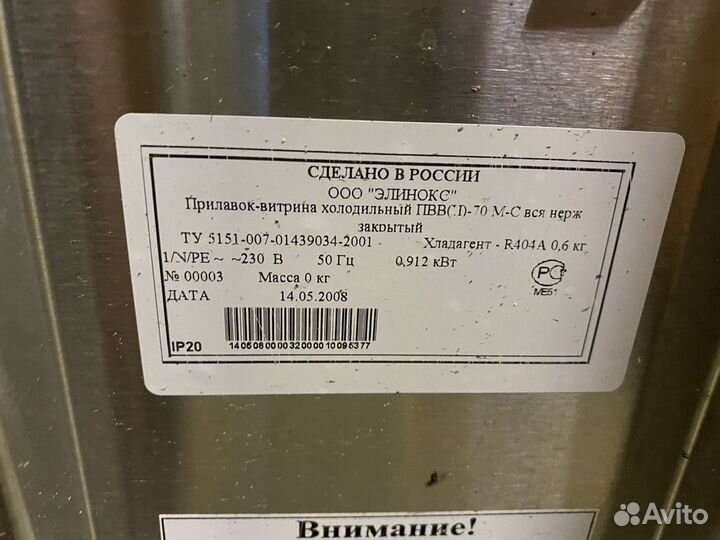 СДЕЛАНО В РОССИИ
ООО "ЭЛИНОКС"
Прилавок-витрина холодильный ПВВ(Н)-70 М-С вся нерж
закрытый
ТУ 5151-007-01439034-2001 Хладагент - R404A 0,6 кг
1/N/PE ~ ~230 В 50 Гц 0,912 кВт
№ 00003 Масса 0 кг
ДАТА 14.05.2008
РС
МЕ51
IP20
Внимание!
Avito